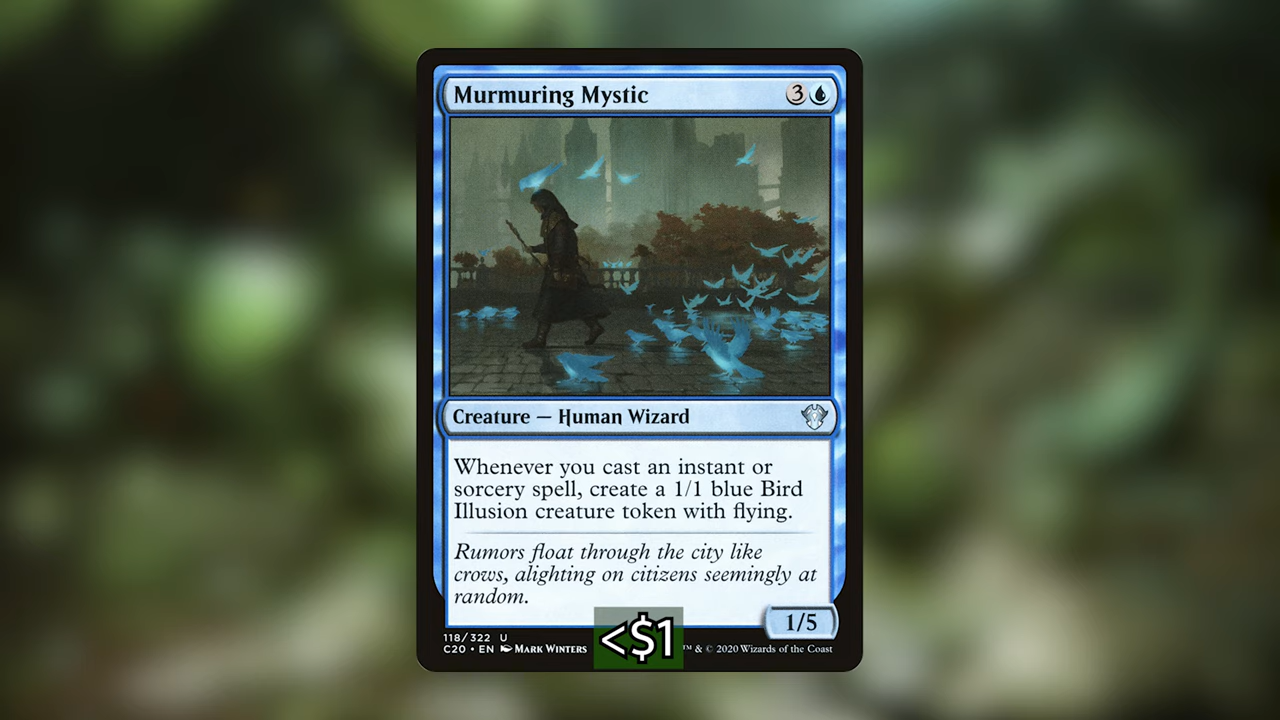 Murmuring Mystic 3
Creature — Human Wizard
Whenever you cast an instant or
sorcery spell, create a 1/1 blue Bird
Illusion creature token with flying.
Rumors float through the city like
crows, alighting on citizens seemingly at
random.
1/5
<$1
118/322 U
C20 • EN Mark Winters ™ & © 2020 Wizards of the Coast